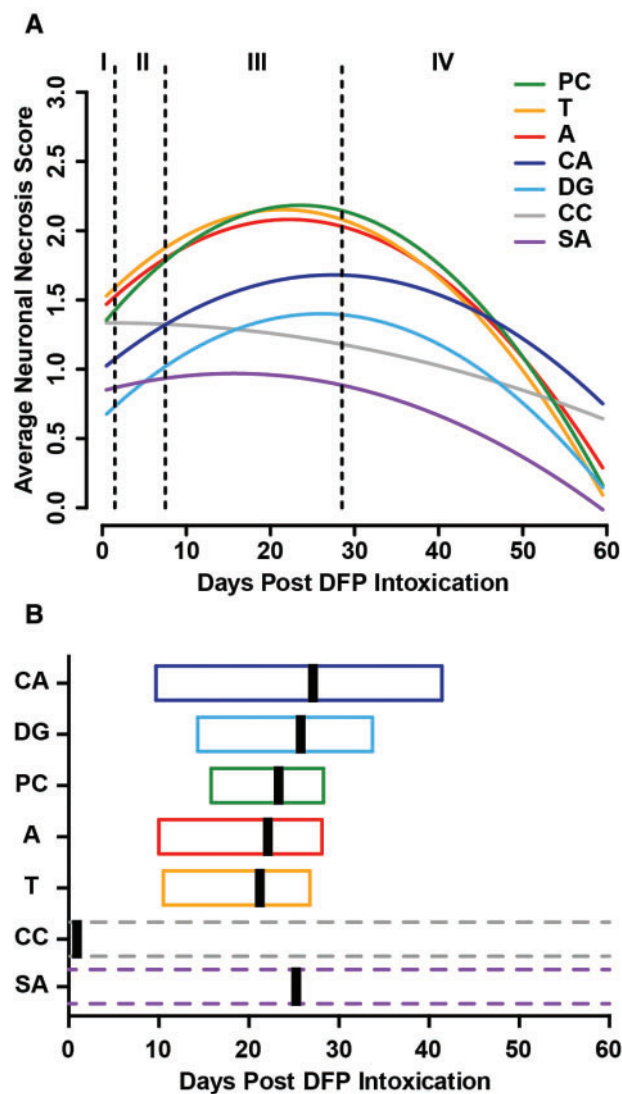 A
I II III IV
PC
T
A
CA
DG
CC
SA
Average Neuronal Necrosis Score
3.0
2.5
2.0
1.5
1.0
0.5
0.0
0 10 20 30 40 50 60
Days Post DFP Intoxication
B
CA
DG
PC
A
T
CC
SA
0 10 20 30 40 50 60
Days Post DFP Intoxication